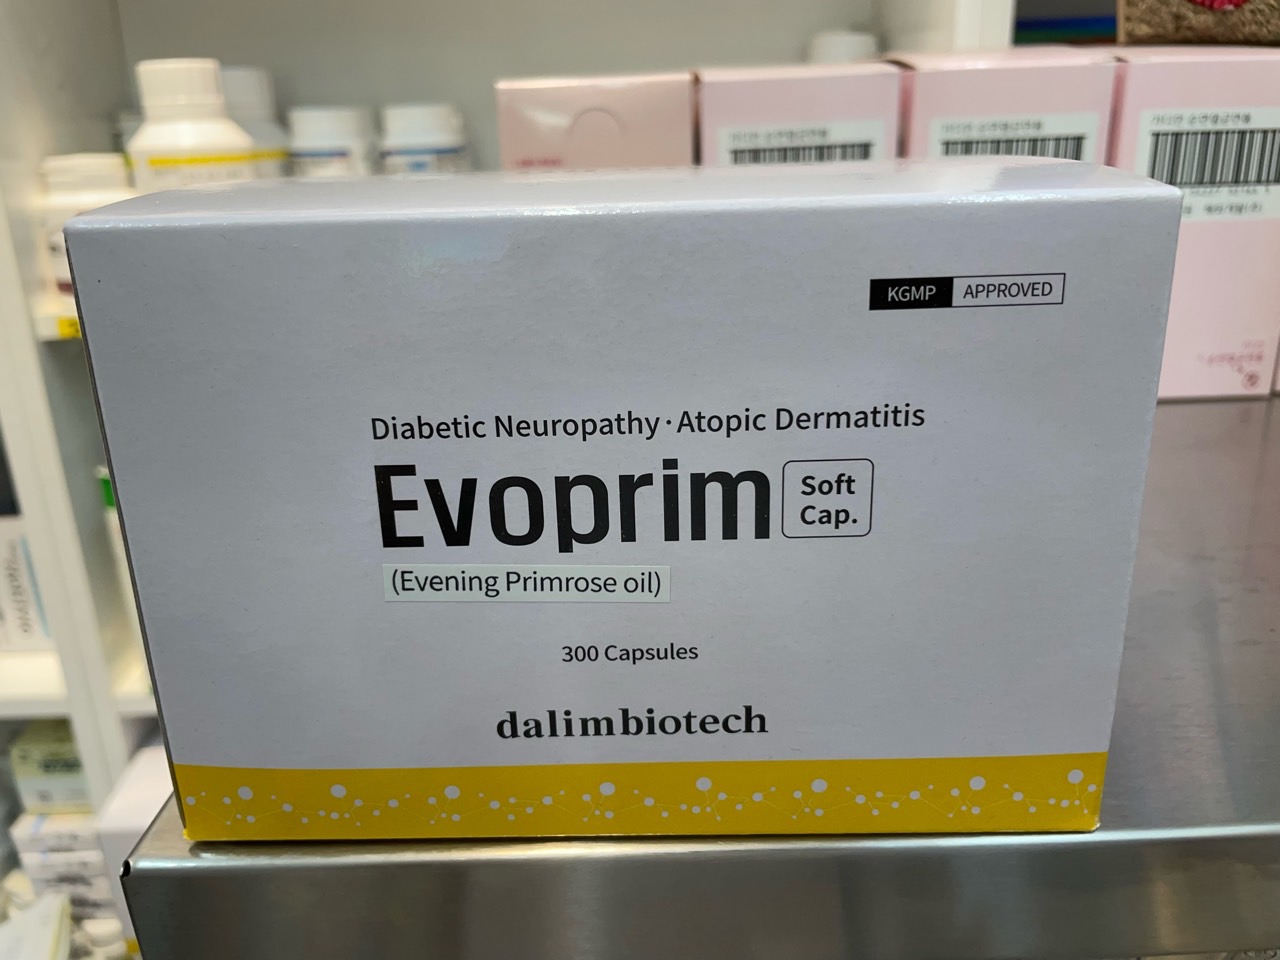 KGMP APPROVED
Diabetic Neuropathy·Atopic Dermatitis
Evoprim
Soft
Cap.
(Evening Primrose oil)
300 Capsules
dalimbiotech